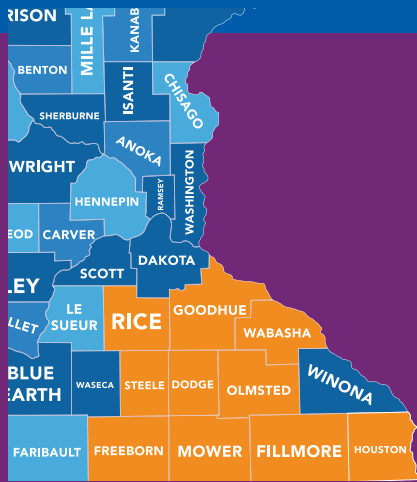 RISON
MILLE LA
KANAB
BENTON
ISANTI
CHISAGO
SHERBURNE
ANOKA
WRIGHT
HENNEPIN
RAMSEY
WASHINGTON
EOD
CARVER
DAKOTA
SCOTT
LEY
LE
SUEUR
LLET
RICE
GOODHUE
WABASHA
BLUE
EARTH
WASECA
STEELE
DODGE
OLMSTED
WINONA
FARIBAULT
FREEBORN
MOWER
FILLMORE
HOUSTON